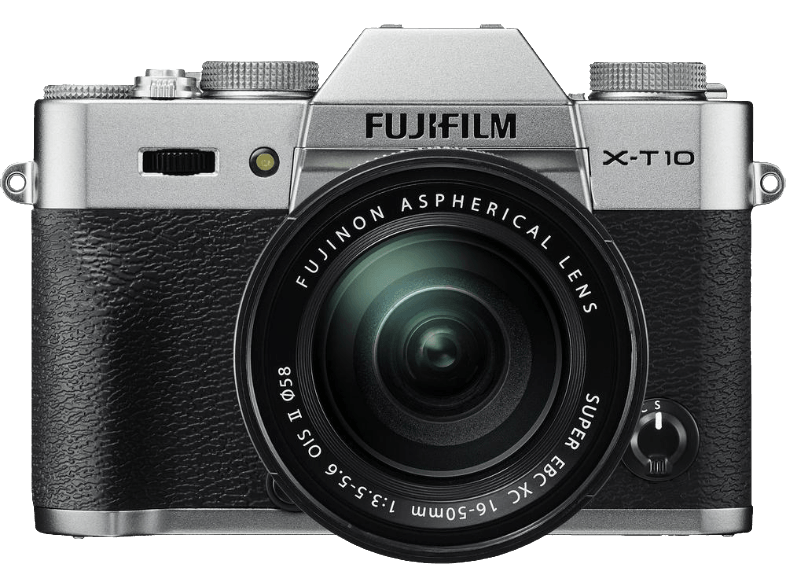 FUJIFILM
X-T10
FUJINON ASPHERICAL LENS
SUPER EBC XC 16-50mm 1:3.5-5.6 OIS II Ø58
S